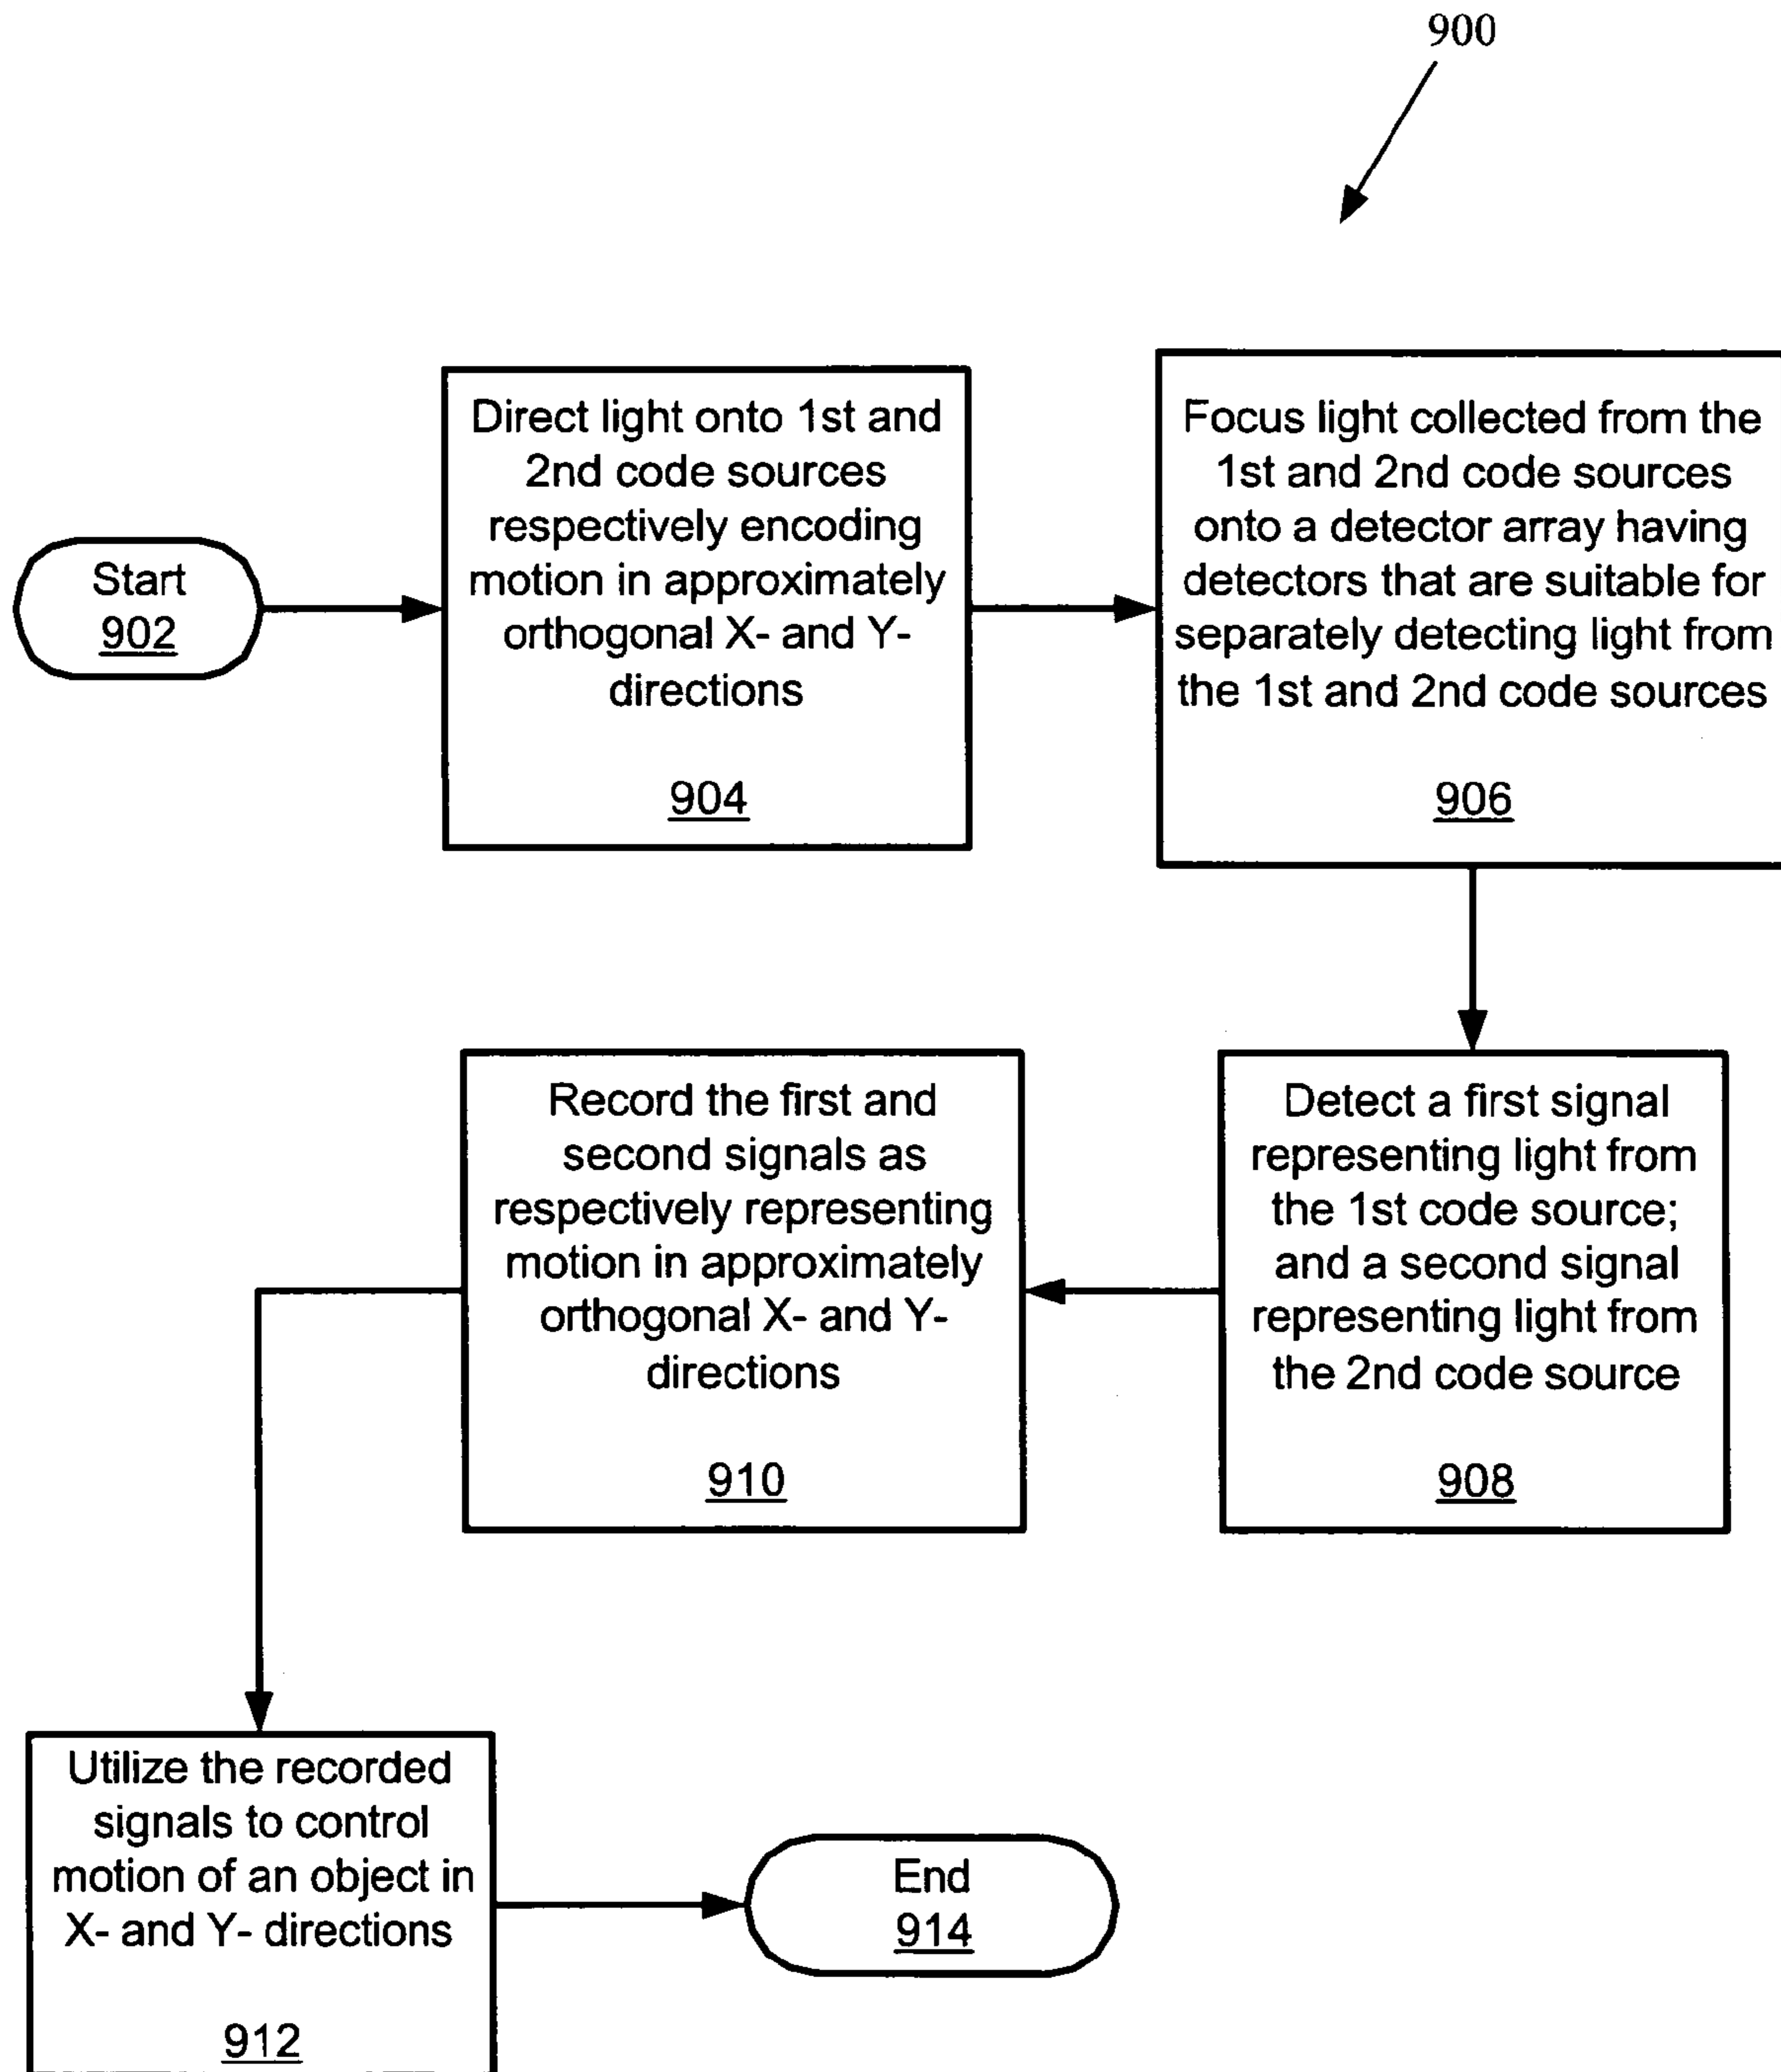 900
Start
902
Direct light onto 1st and
2nd code sources
respectively encoding
motion in approximately
orthogonal X- and Y-
directions
904
Focus light collected from the
1st and 2nd code sources
onto a detector array having
detectors that are suitable for
separately detecting light from
the 1st and 2nd code sources
906
Detect a first signal
representing light from
the 1st code source;
and a second signal
representing light from
the 2nd code source
908
Record the first and
second signals as
respectively representing
motion in approximately
orthogonal X- and Y-
directions
910
Utilize the recorded
signals to control
motion of an object in
X- and Y- directions
912
End
914